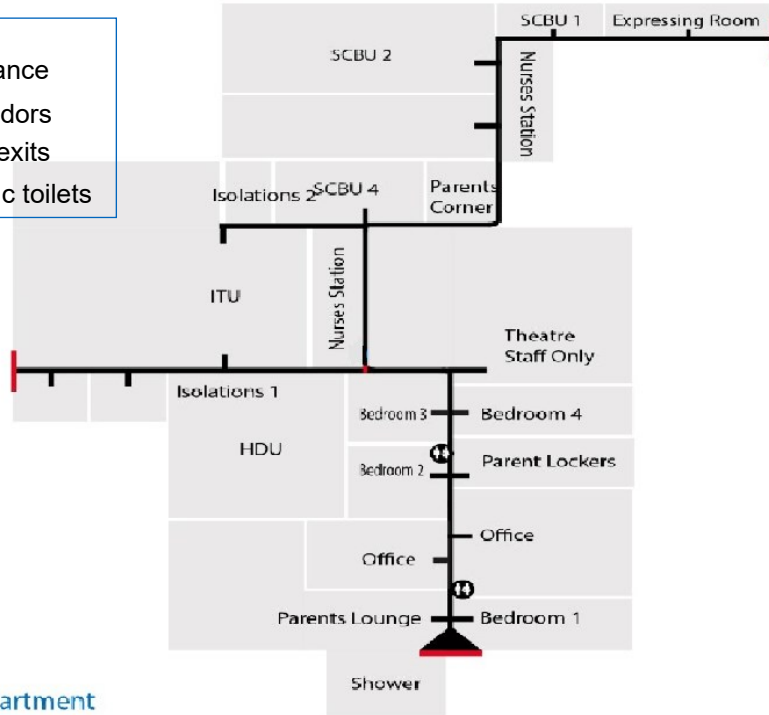 SCBU 1
Expressing Room
SCBU 2
Nurses Station
ance
dors
exits
c toilets
Isolations 2
SCBU 4
Parents
Corner
ITU
Nurses Station
Theatre
Staff Only
Isolations 1
Bedroom 3
Bedroom 4
HDU
Bedroom 2
Parent Lockers
Office
Office
Parents Lounge
Bedroom 1
Shower
artment